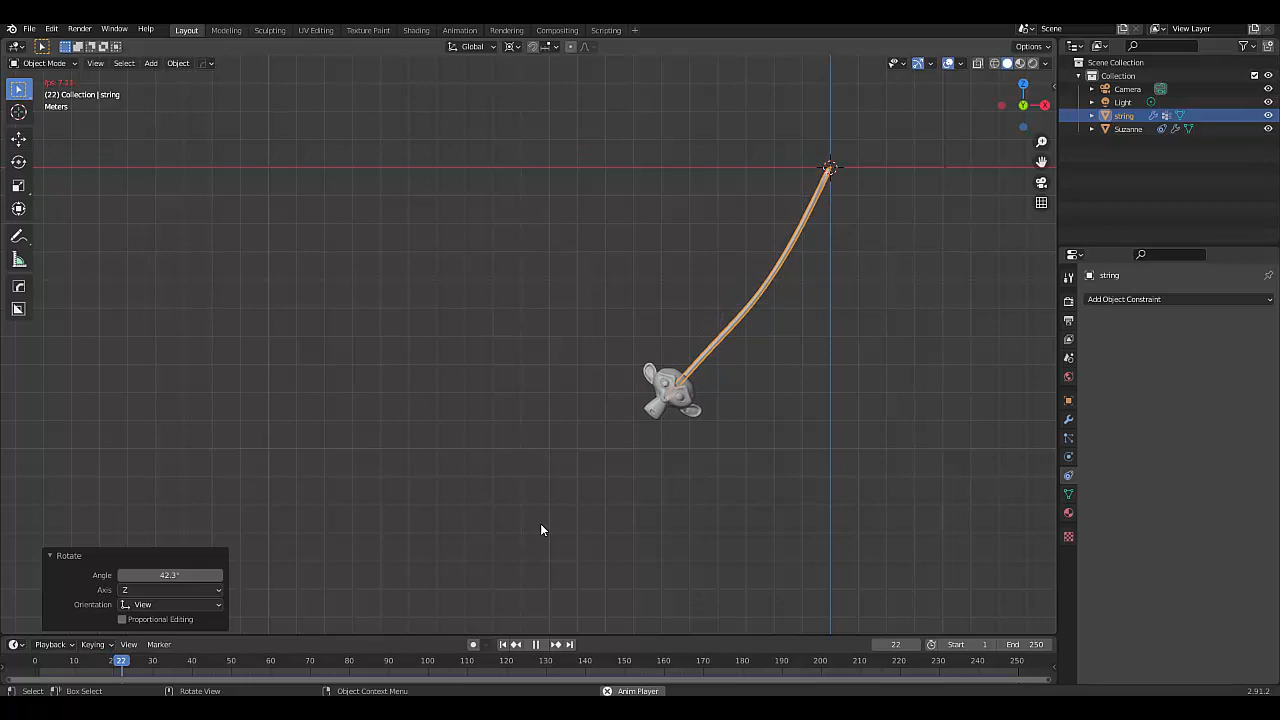 File Edit Render Window Help Layout Modeling Sculpting UV Editing Texture Paint Shading Animation Compositing Rendering Compositing Scripting + Scene View Layer
Global Options
Object Mode View Select Add Object
Scene Collection
Collection
Camera
Light
string
Suzanne
fps: 7.11
(22) Collection | string
Meters
Z
Y
X
string
Add Object Constraint
Rotate
Angle 42.3°
Axis Z
Orientation View
Proportional Editing
Playback Keying View Marker 22 Start 1 End 250
0 10 22 30 40 50 60 70 80 90 100 110 120 130 140 150 160 170 180 190 200 210 220 230 240 250
Select Box Select Rotate View Object Context Menu Anim Player 2.91.2